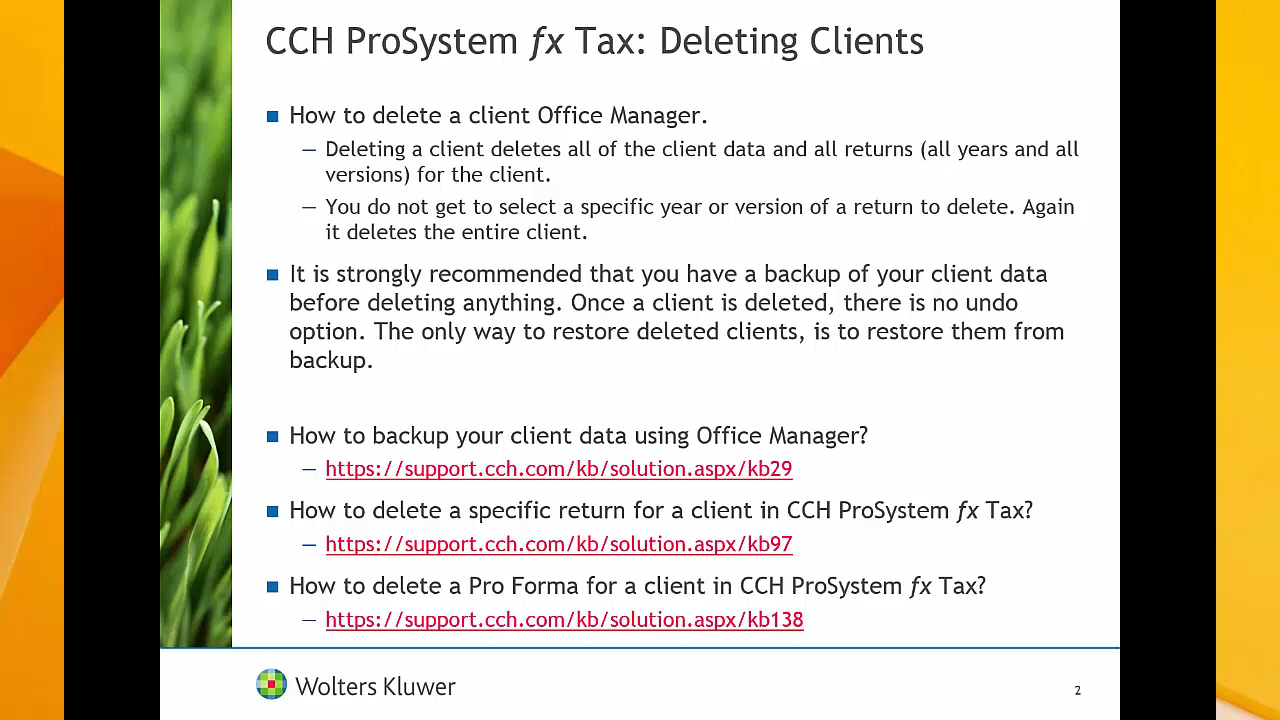 CCH ProSystem fx Tax: Deleting Clients
How to delete a client Office Manager.
— Deleting a client deletes all of the client data and all returns (all years and all
versions) for the client.
— You do not get to select a specific year or version of a return to delete. Again
it deletes the entire client.
It is strongly recommended that you have a backup of your client data
before deleting anything. Once a client is deleted, there is no undo
option. The only way to restore deleted clients, is to restore them from
backup.
How to backup your client data using Office Manager?
— https://support.cch.com/kb/solution.aspx/kb29
How to delete a specific return for a client in CCH ProSystem fx Tax?
— https://support.cch.com/kb/solution.aspx/kb97
How to delete a Pro Forma for a client in CCH ProSystem fx Tax?
— https://support.cch.com/kb/solution.aspx/kb138
Wolters Kluwer
2